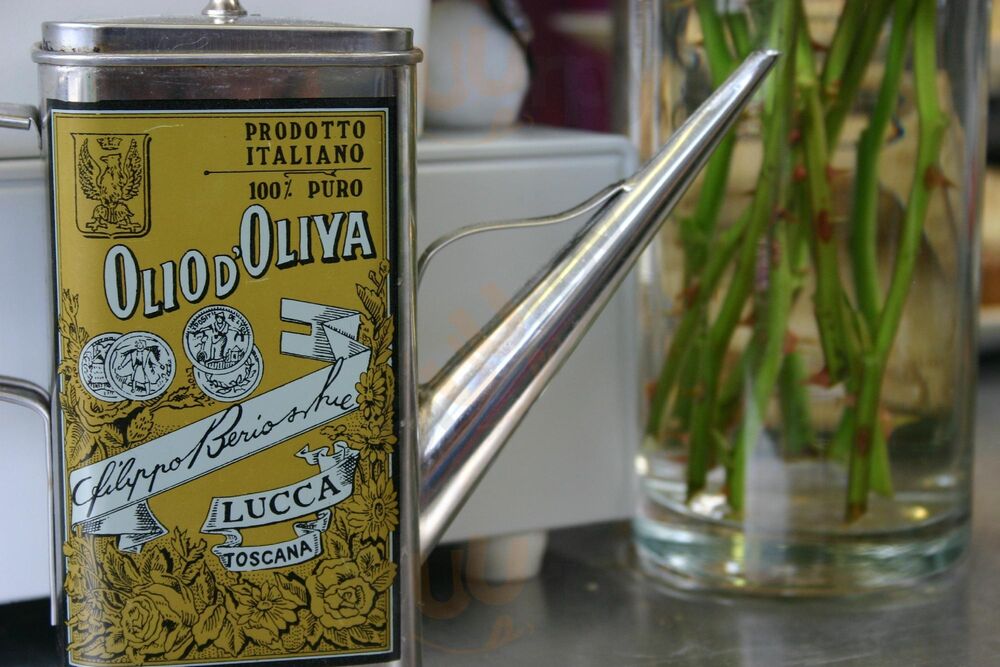 PRODOTTO
ITALIANO
100% PURO
OLIO D'OLIVA
Filippo Berio
LUCCA
TOSCANA